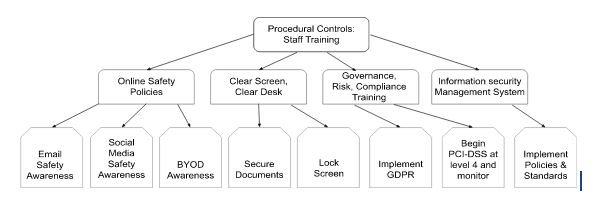 Procedural Controls:
Staff Training
Online Safety
Policies
Clear Screen,
Clear Desk
Governance,
Risk, Compliance
Training
Information security
Management System
Email
Safety
Awareness
Social
Media
Safety
Awareness
BYOD
Awareness
Secure
Documents
Lock
Screen
Implement
GDPR
Begin
PCI-DSS at
level 4 and
monitor
Implement
Policies &
Standards